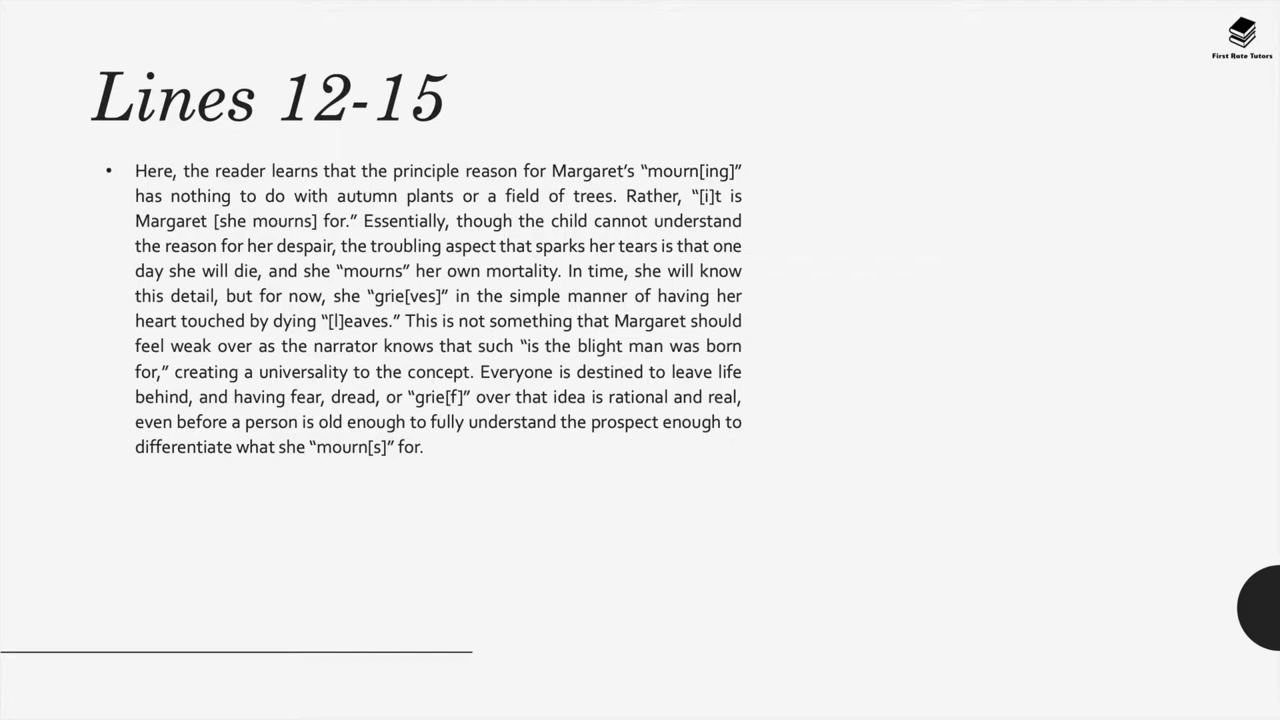 First Rate Tutors
Lines 12-15
• Here, the reader learns that the principle reason for Margaret’s “mourn[ing]”
has nothing to do with autumn plants or a field of trees. Rather, “[i]t is
Margaret [she mourns] for.” Essentially, though the child cannot understand
the reason for her despair, the troubling aspect that sparks her tears is that one
day she will die, and she “mourns” her own mortality. In time, she will know
this detail, but for now, she “grie[ves]” in the simple manner of having her
heart touched by dying “[l]eaves.” This is not something that Margaret should
feel weak over as the narrator knows that such “is the blight man was born
for,” creating a universality to the concept. Everyone is destined to leave life
behind, and having fear, dread, or “grie[f]” over that idea is rational and real,
even before a person is old enough to fully understand the prospect enough to
differentiate what she “mourn[s]” for.